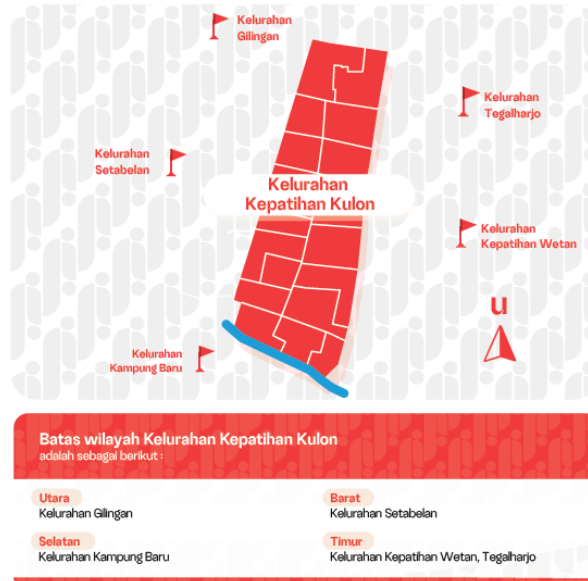 Kelurahan
Gilingan
Kelurahan
Tegalharjo
Kelurahan
Setabelan
Kelurahan
Kepatihan Kulon
Kelurahan
Kepatihan Wetan
u
Kelurahan
Kampung Baru
Batas wilayah Kelurahan Kepatihan Kulon
adalah sebagai berikut :
Utara
Kelurahan Gilingan
Barat
Kelurahan Setabelan
Selatan
Kelurahan Kampung Baru
Timur
Kelurahan Kepatihan Wetan, Tegalharjo